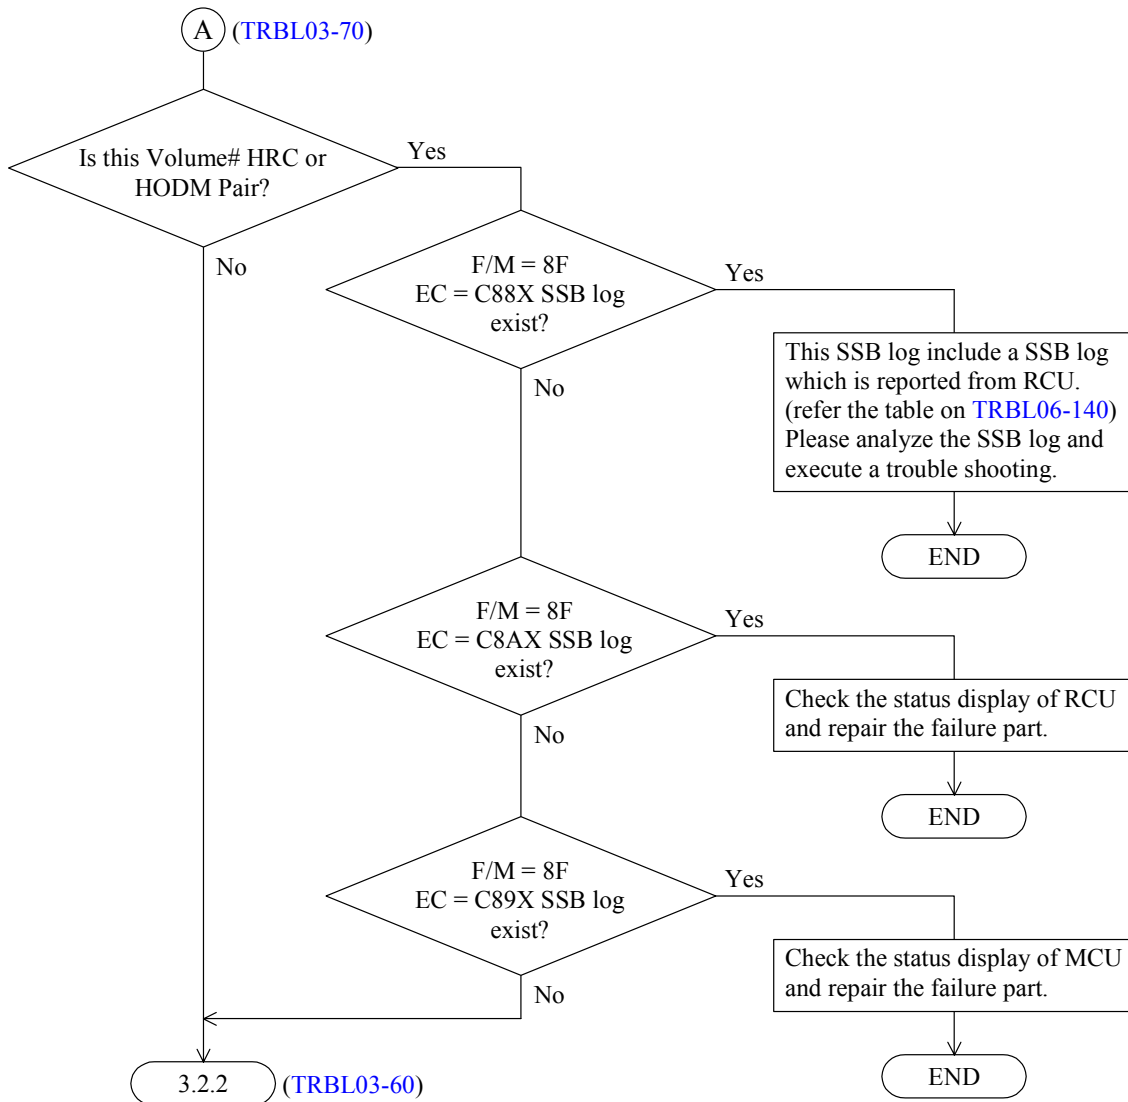 A (TRBL03-70)
Is this Volume# HRC or
HODM Pair?
Yes
No
F/M = 8F
EC = C88X SSB log
exist?
Yes
No
This SSB log include a SSB log
which is reported from RCU.
(refer the table on TRBL06-140)
Please analyze the SSB log and
execute a trouble shooting.
END
F/M = 8F
EC = C8AX SSB log
exist?
Yes
No
Check the status display of RCU
and repair the failure part.
END
F/M = 8F
EC = C89X SSB log
exist?
Yes
No
Check the status display of MCU
and repair the failure part.
END
3.2.2 (TRBL03-60)